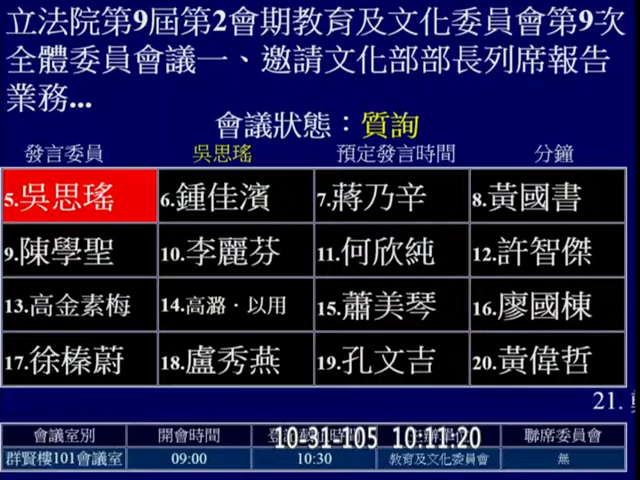 立法院第9屆第2會期教育及文化委員會第9次
全體委員會議一、邀請文化部部長列席報告
業務...
會議狀態：質詢
發言委員 吳思瑤 預定發言時間 分鐘
5.吳思瑤 6.鍾佳濱 7.蔣乃辛 8.黃國書
9.陳學聖 10.李麗芬 11.何欣純 12.許智傑
13.高金素梅 14.高潞．以用 15.蕭美琴 16.廖國棟
17.徐榛蔚 18.盧秀燕 19.孔文吉 20.黃偉哲
21.
會議室別 開會時間 聯席委員會
10-31-105 10:11:20
群賢樓101會議室 09:00 10:30 教育及文化委員會 無